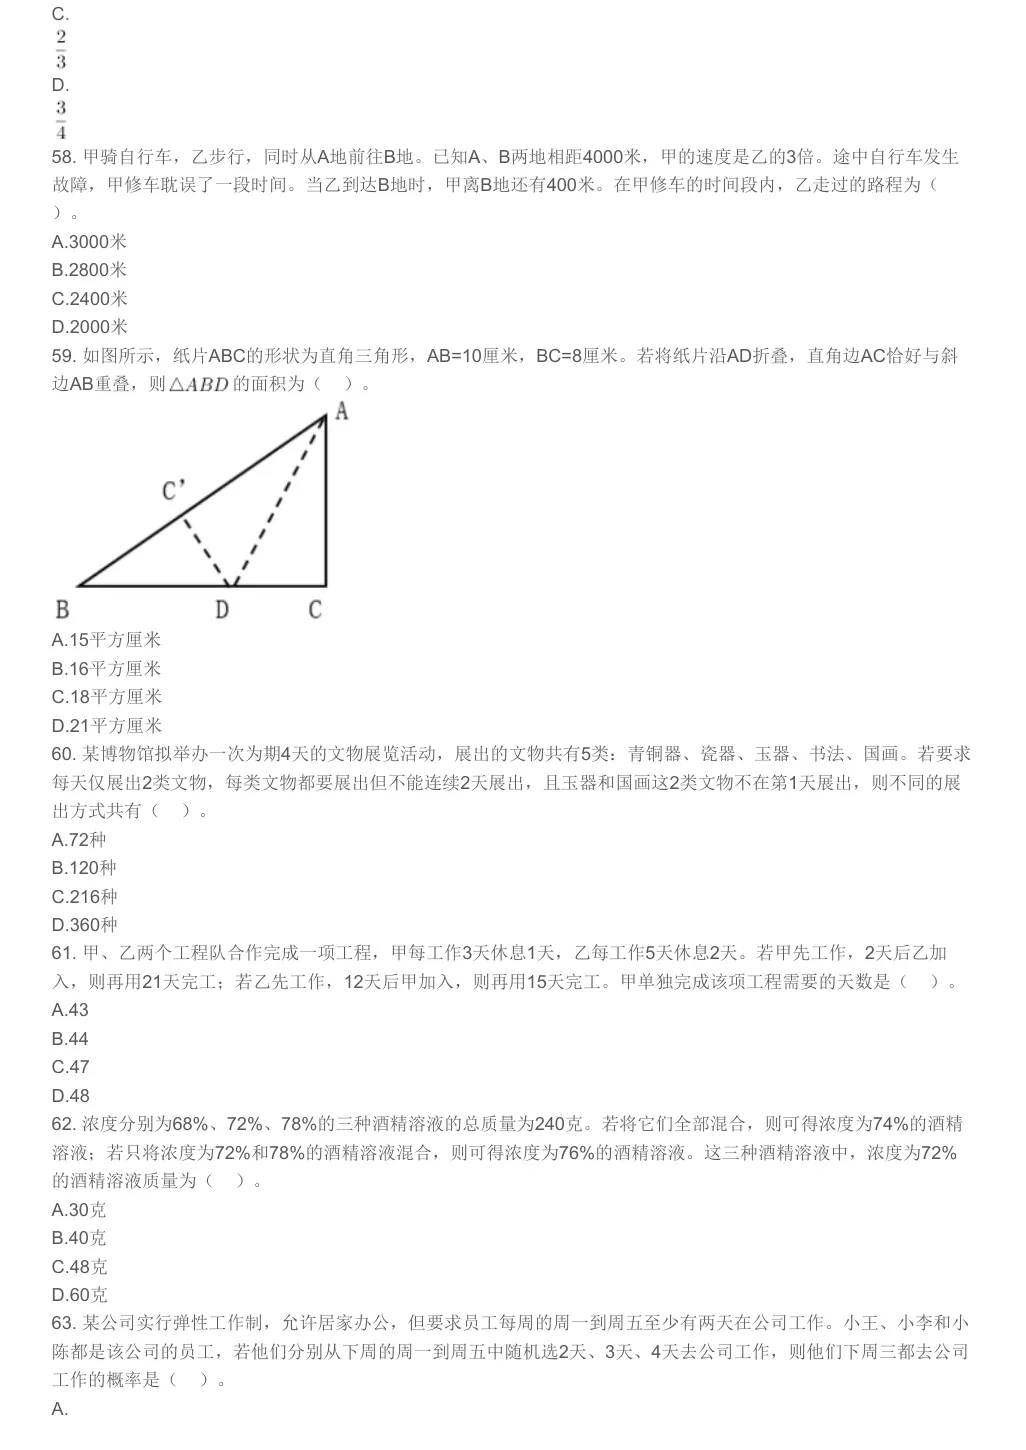 C.
2
3
D.
3
4
58. 甲骑自行车，乙步行，同时从A地前往B地。已知A、B两地相距4000米，甲的速度是乙的3倍。途中自行车发生
故障，甲修车耽误了一段时间。当乙到达B地时，甲离B地还有400米。在甲修车的时间段内，乙走过的路程为（
）。
A.3000米
B.2800米
C.2400米
D.2000米
59. 如图所示，纸片ABC的形状为直角三角形，AB=10厘米，BC=8厘米。若将纸片沿AD折叠，直角边AC恰好与斜
边AB重叠，则△ABD的面积为（ ）。
A
C'
B D C
A.15平方厘米
B.16平方厘米
C.18平方厘米
D.21平方厘米
60. 某博物馆拟举办一次为期4天的文物展览活动，展出的文物共有5类：青铜器、瓷器、玉器、书法、国画。若要求
每天仅展出2类文物，每类文物都要展出但不能连续2天展出，且玉器和国画这2类文物不在第1天展出，则不同的展
出方式共有（ ）。
A.72种
B.120种
C.216种
D.360种
61. 甲、乙两个工程队合作完成一项工程，甲每工作3天休息1天，乙每工作5天休息2天。若甲先工作，2天后乙加
入，则再用21天完工；若乙先工作，12天后甲加入，则再用15天完工。甲单独完成该项工程需要的天数是（ ）。
A.43
B.44
C.47
D.48
62. 浓度分别为68%、72%、78%的三种酒精溶液的总质量为240克。若将它们全部混合，则可得浓度为74%的酒精
溶液；若只将浓度为72%和78%的酒精溶液混合，则可得浓度为76%的酒精溶液。这三种酒精溶液中，浓度为72%
的酒精溶液质量为（ ）。
A.30克
B.40克
C.48克
D.60克
63. 某公司实行弹性工作制，允许居家办公，但要求员工每周的周一到周五至少有两天在公司工作。小王、小李和小
陈都是该公司的员工，若他们分别从下周的周一到周五中随机选2天、3天、4天去公司工作，则他们下周三都去公司
工作的概率是（ ）。
A.